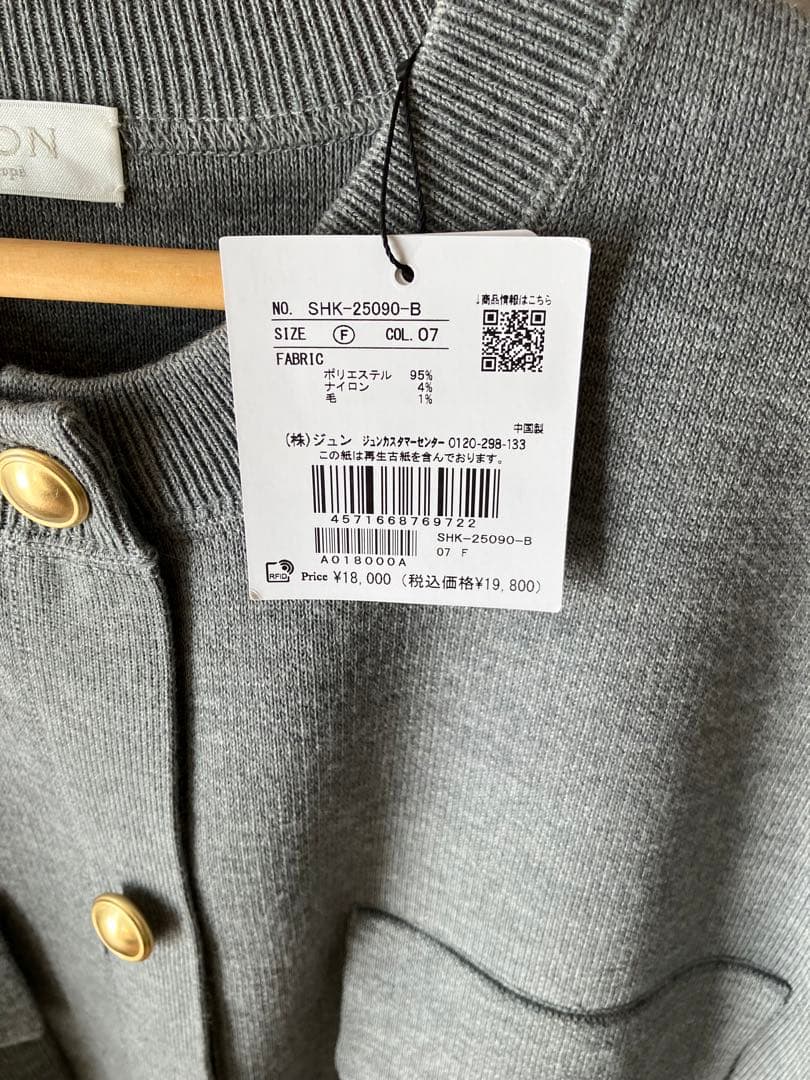 ON
NO. SHK-25090-B
↓商品情報はこちら
SIZE Ⓕ COL. 07
FABRIC
ポリエステル 95%
ナイロン 4%
毛 1%
中国製
(株)ジュン ジュンカスタマーセンター 0120-298-133
この紙は再生古紙を含んでおります。
4571668769722
SHK-25090-B
07 F
A018000A
RFID Price ¥18,000 (税込価格¥19,800)